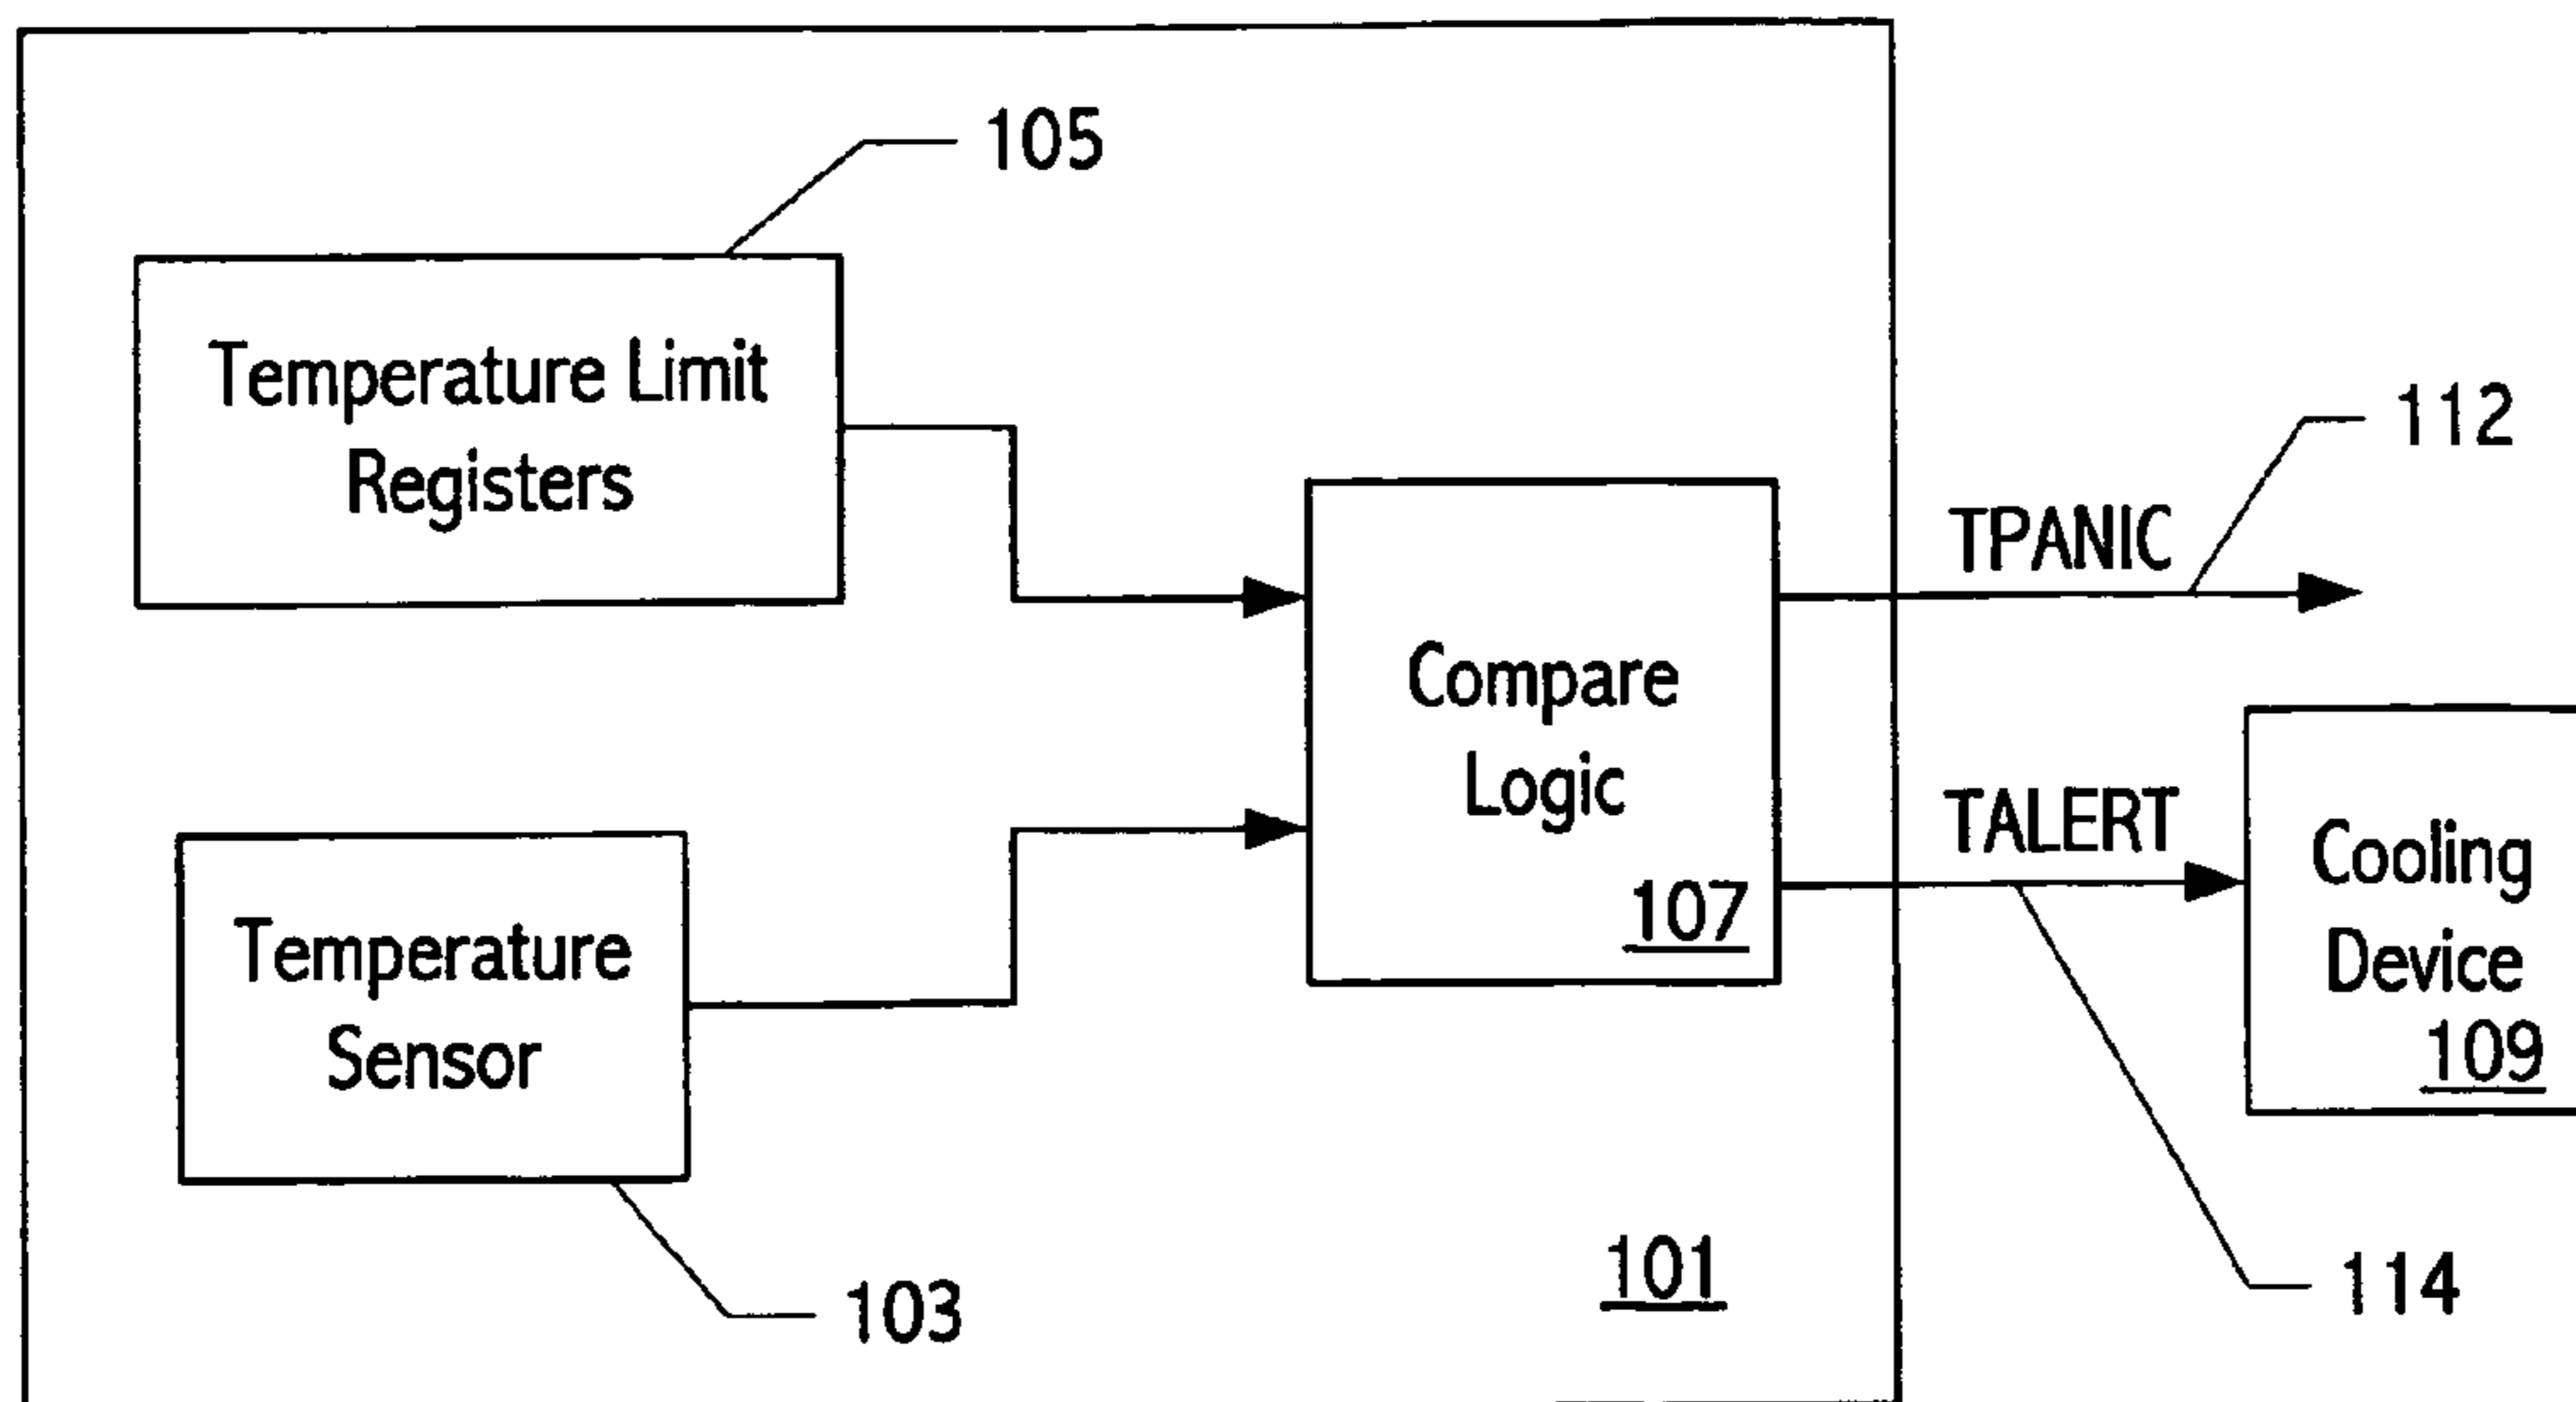 105
Temperature Limit
Registers
112
TPANIC
Compare
Logic
107
TALERT
Cooling
Device
109
Temperature
Sensor
101
103
114